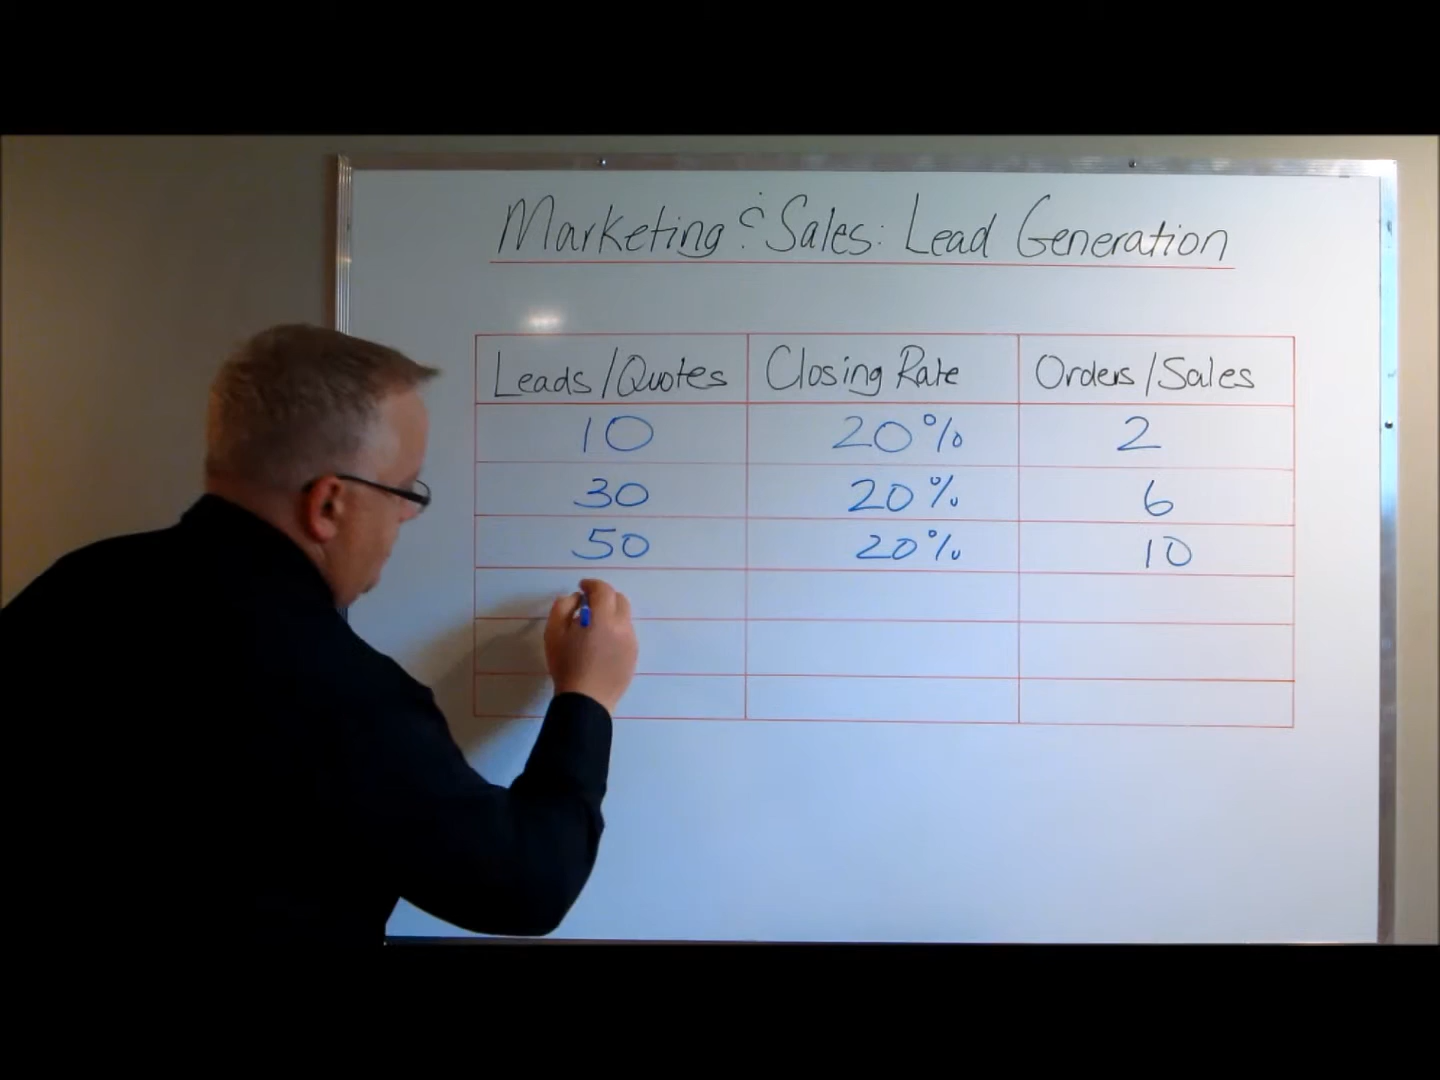 Marketing & Sales: Lead Generation
Leads/Quotes Closing Rate Orders/Sales
10 20% 2
30 20% 6
50 20% 10